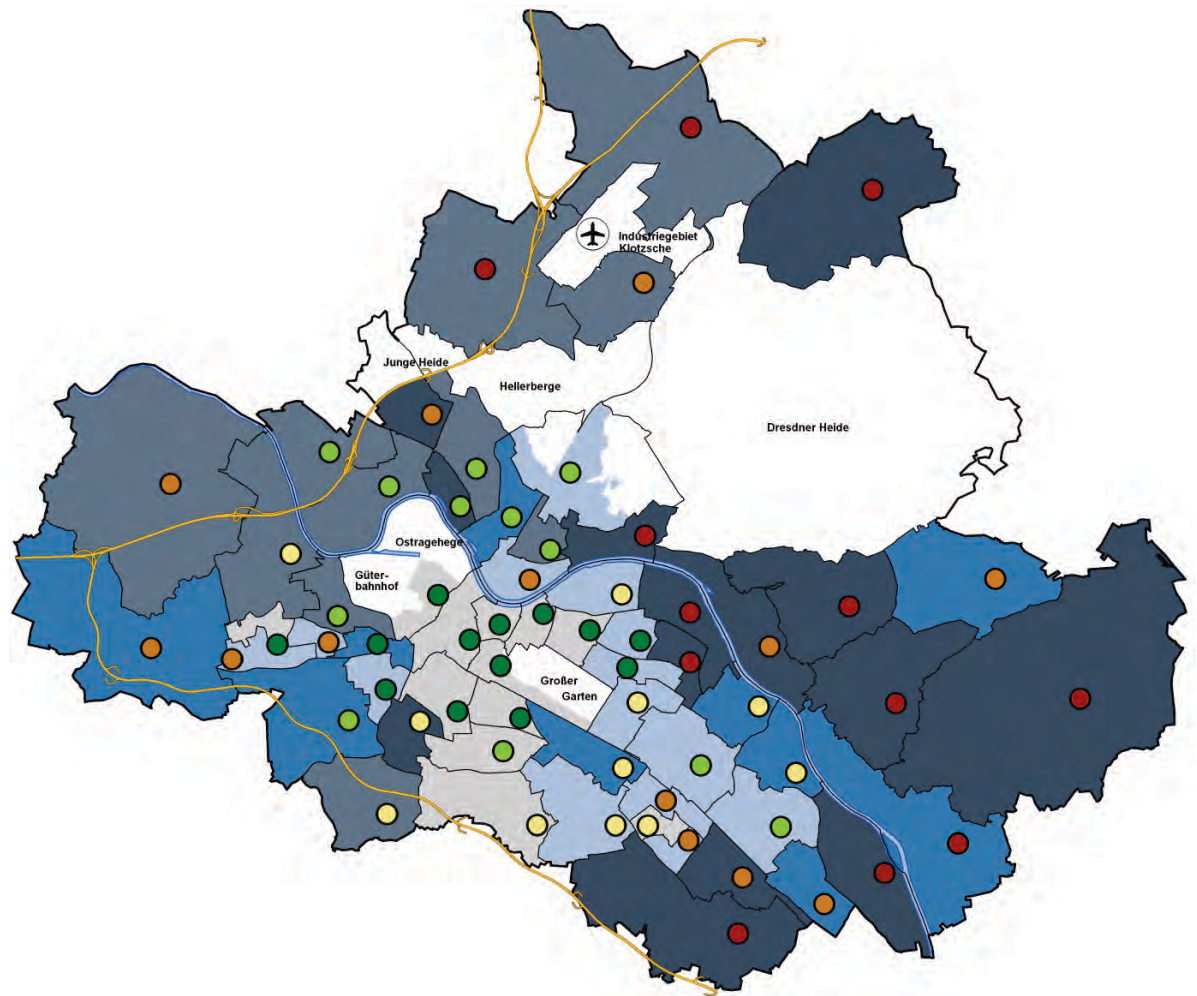 Industriegebiet
Klotzsche
Junge Heide
Hellerberge
Dresdner Heide
Ostragehege
Güter-
bahnhof
Großer
Garten